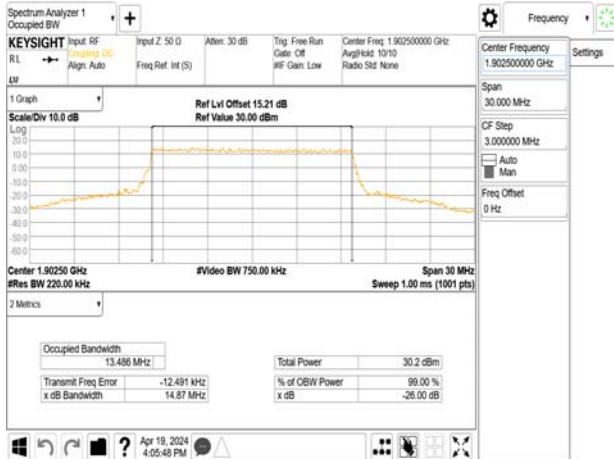 Spectrum Analyzer 1
Occupied BW
+
Frequency
KEYSIGHT
RL
LXI
Input: RF
Coupling: DC
Align: Auto
Input Z: 50 Ω
Freq Ref: Int (S)
Atten: 30 dB
Trig: Free Run
Gate: Off
#IF Gain: Low
Center Freq: 1.902500000 GHz
Avg|Hold: 10/10
Radio Std: None
Center Frequency
1.902500000 GHz
Settings
Span
30.000 MHz
CF Step
3.000000 MHz
Auto
Man
Freq Offset
0 Hz
1 Graph
Scale/Div 10.0 dB
Ref Lvl Offset 15.21 dB
Ref Value 30.00 dBm
Log
20.0
10.0
0.00
-10.0
-20.0
-30.0
-40.0
-50.0
-60.0
Center 1.90250 GHz
#Res BW 220.00 kHz
#Video BW 750.00 kHz
Span 30 MHz
Sweep 1.00 ms (1001 pts)
2 Metrics
Occupied Bandwidth
13.486 MHz
Transmit Freq Error -12.491 kHz
x dB Bandwidth 14.87 MHz
Total Power 30.2 dBm
% of OBW Power 99.00 %
x dB -26.00 dB
?
Apr 19, 2024
4:05:48 PM